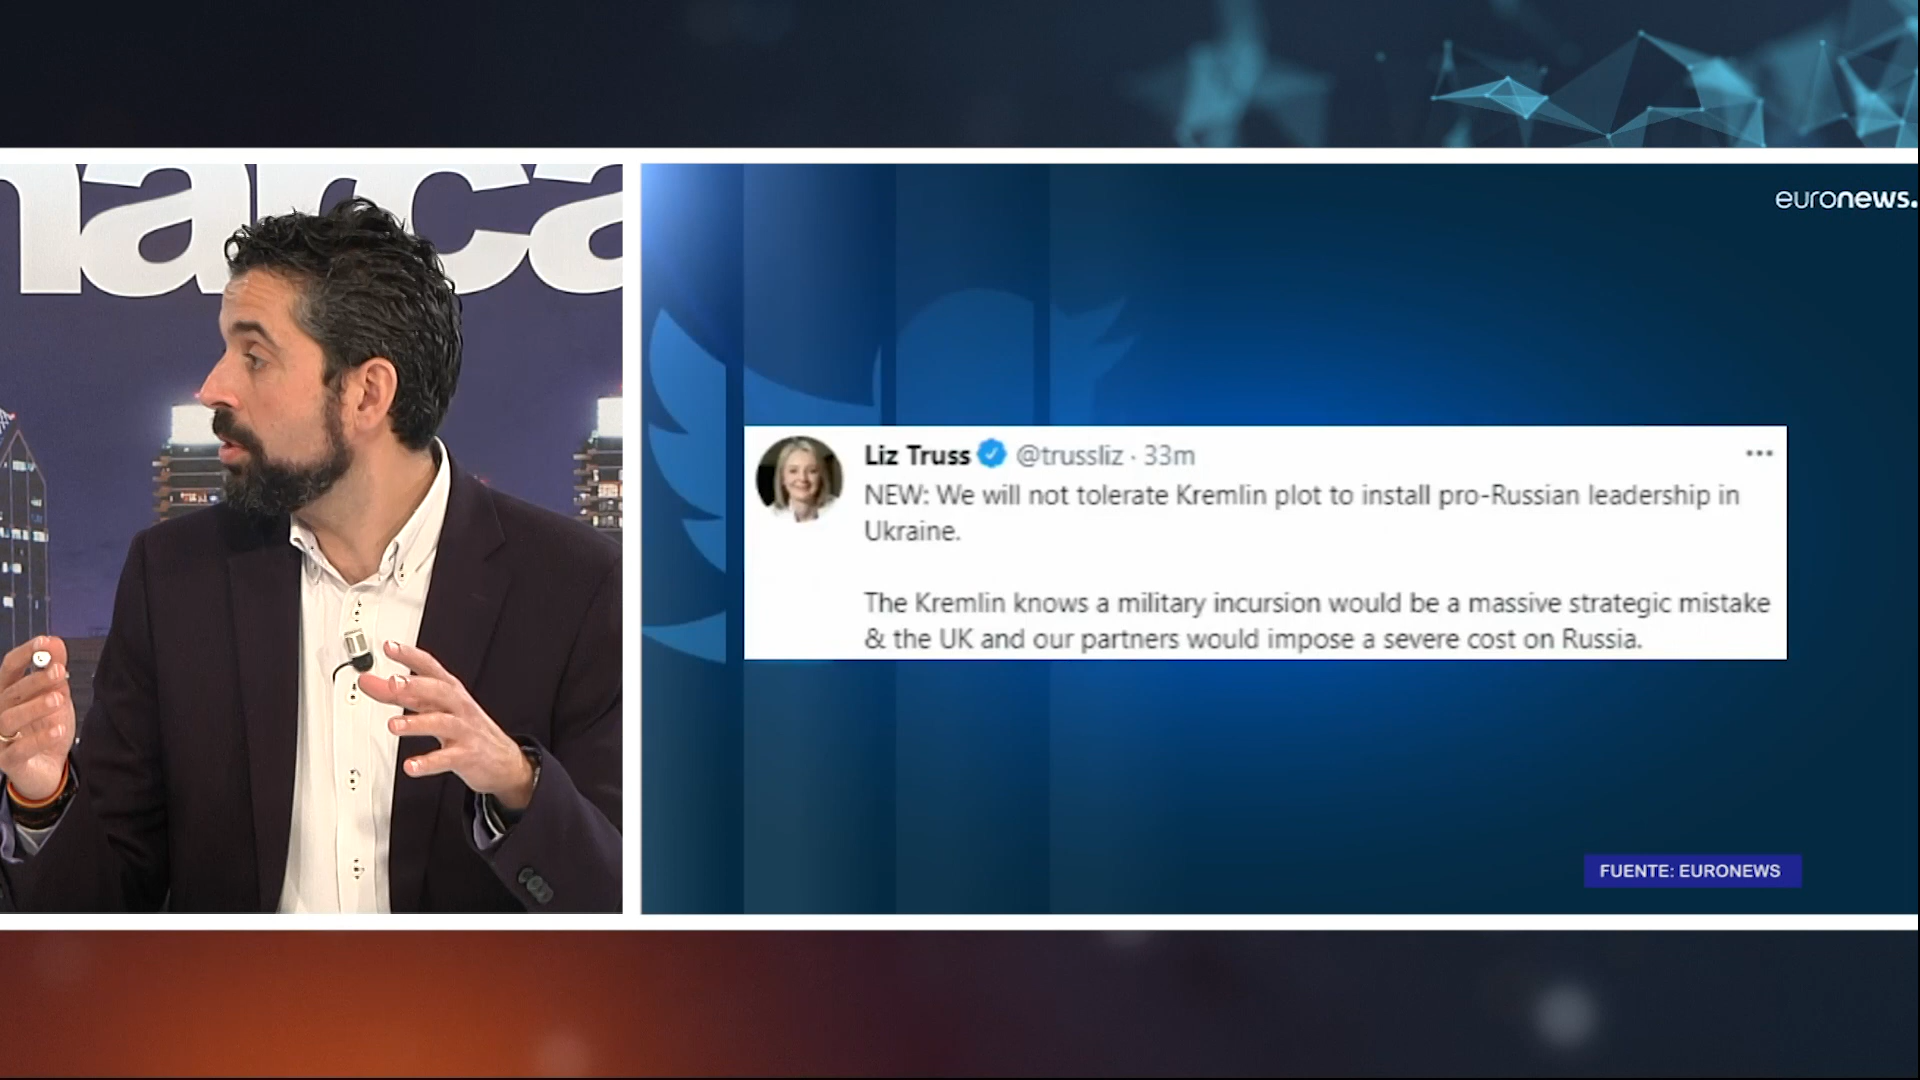 arca
euronews.
Liz Truss @trussliz · 33m
NEW: We will not tolerate Kremlin plot to install pro-Russian leadership in
Ukraine.
The Kremlin knows a military incursion would be a massive strategic mistake
& the UK and our partners would impose a severe cost on Russia.
FUENTE: EURONEWS